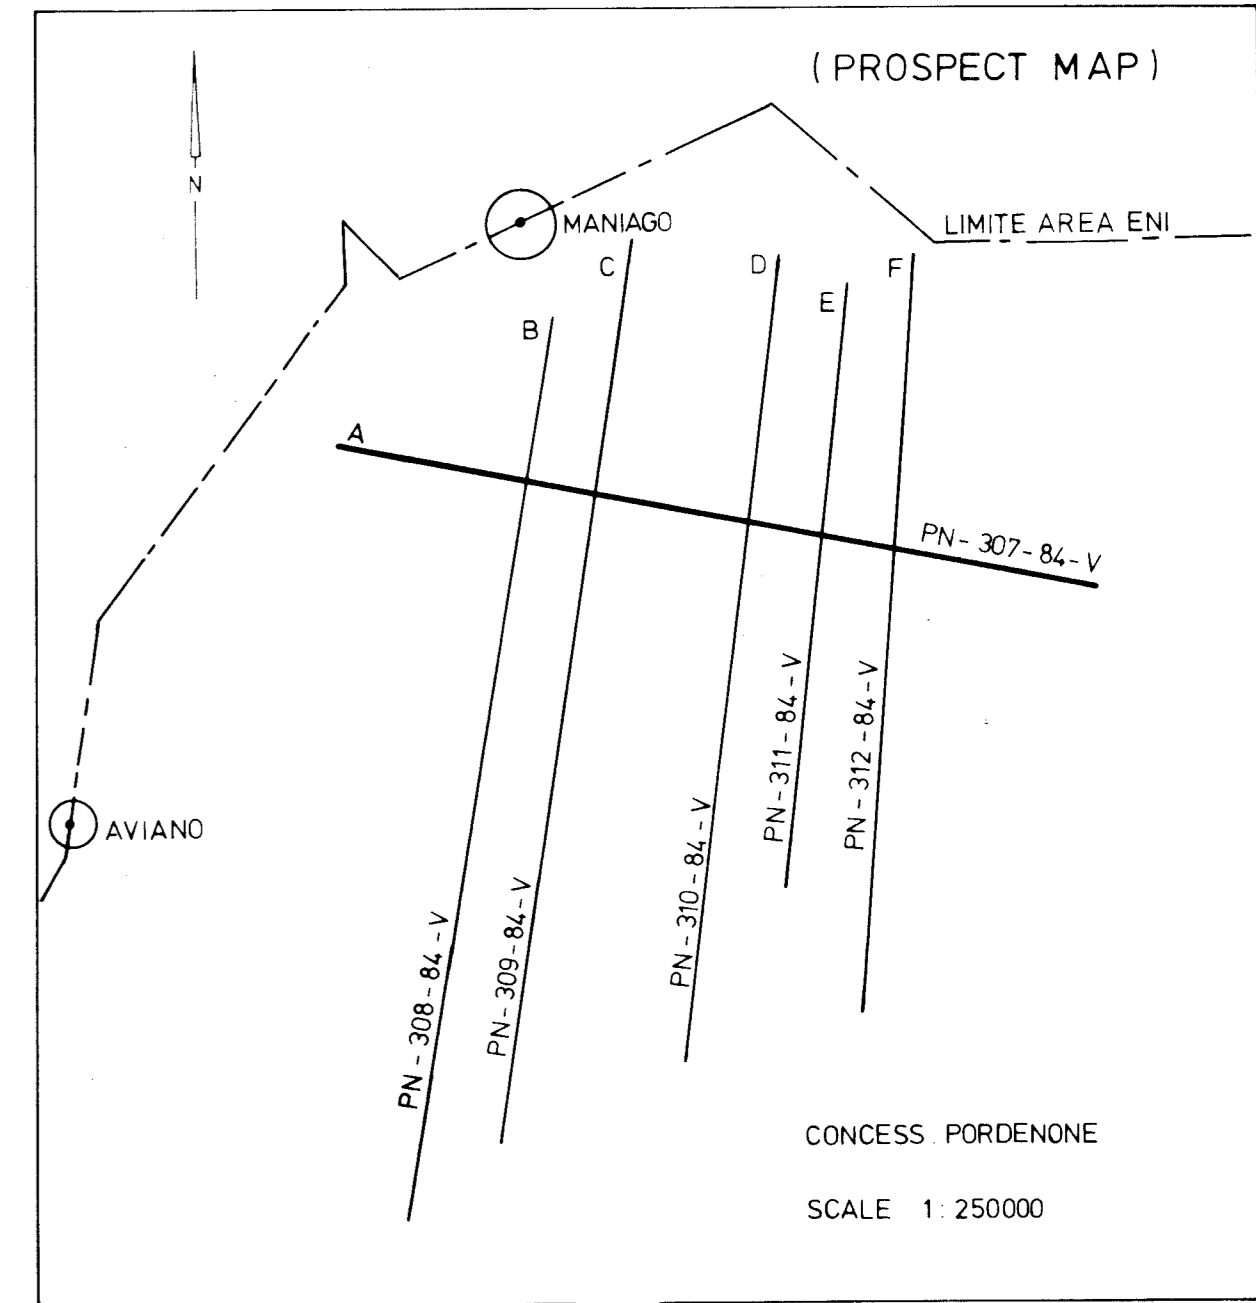 (PROSPECT MAP)
N
MANIAGO
LIMITE AREA ENI
C
D
F
E
B
A
PN-307-84-V
PN-311-84-V
PN-312-84-V
PN-310-84-V
AVIANO
PN-309-84-V
PN-308-84-V
CONCESS. PORDENONE
SCALE 1:250000